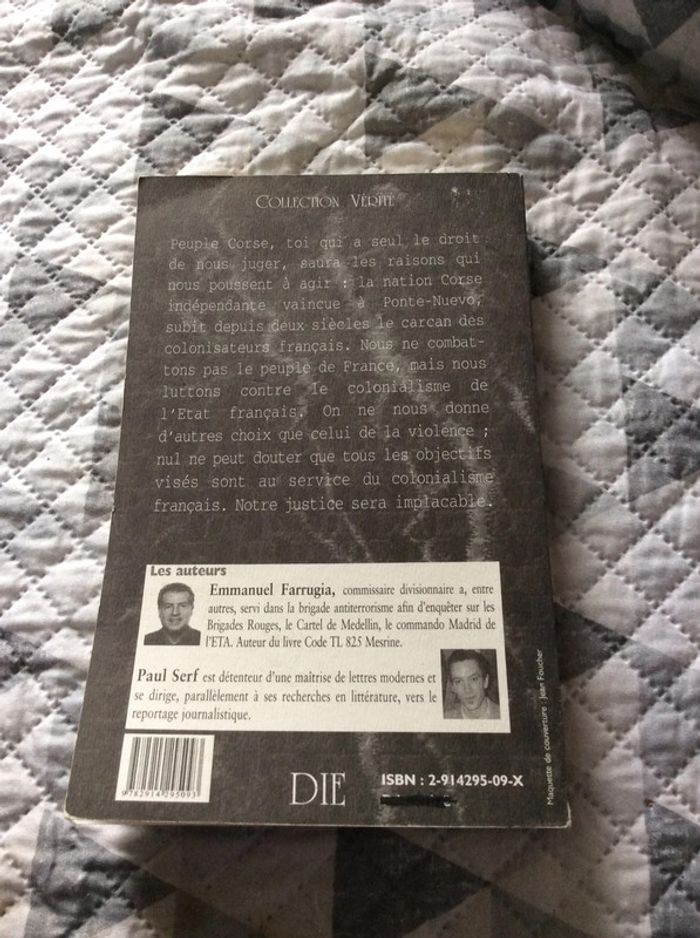 COLLECTION VÉRITÉ
Peuple Corse, toi qui a seul le droit
de nous juger, saura les raisons qui
nous poussent à agir : la nation Corse
indépendante vaincue à Ponte-Nuevo,
subit depuis deux siècles le carcan des
colonisateurs français. Nous ne combat-
tons pas le peuple de France, mais nous
luttons contre le colonialisme de
l'Etat français. On ne nous donne
d'autres choix que celui de la violence ;
nul ne peut douter que tous les objectifs
visés sont au service du colonialisme
français. Notre justice sera implacable.
Les auteurs
Emmanuel Farrugia, commissaire divisionnaire a, entre
autres, servi dans la brigade antiterrorisme afin d'enquêter sur les
Brigades Rouges, le Cartel de Medellin, le commando Madrid de
l'ETA. Auteur du livre Code TL 825 Mesrine.
Paul Serf est détenteur d'une maîtrise de lettres modernes et
se dirige, parallèlement à ses recherches en littérature, vers le
reportage journalistique.
9 782914 295093
DIE
ISBN : 2-914295-09-X
Maquette de couverture : Jean Foucher